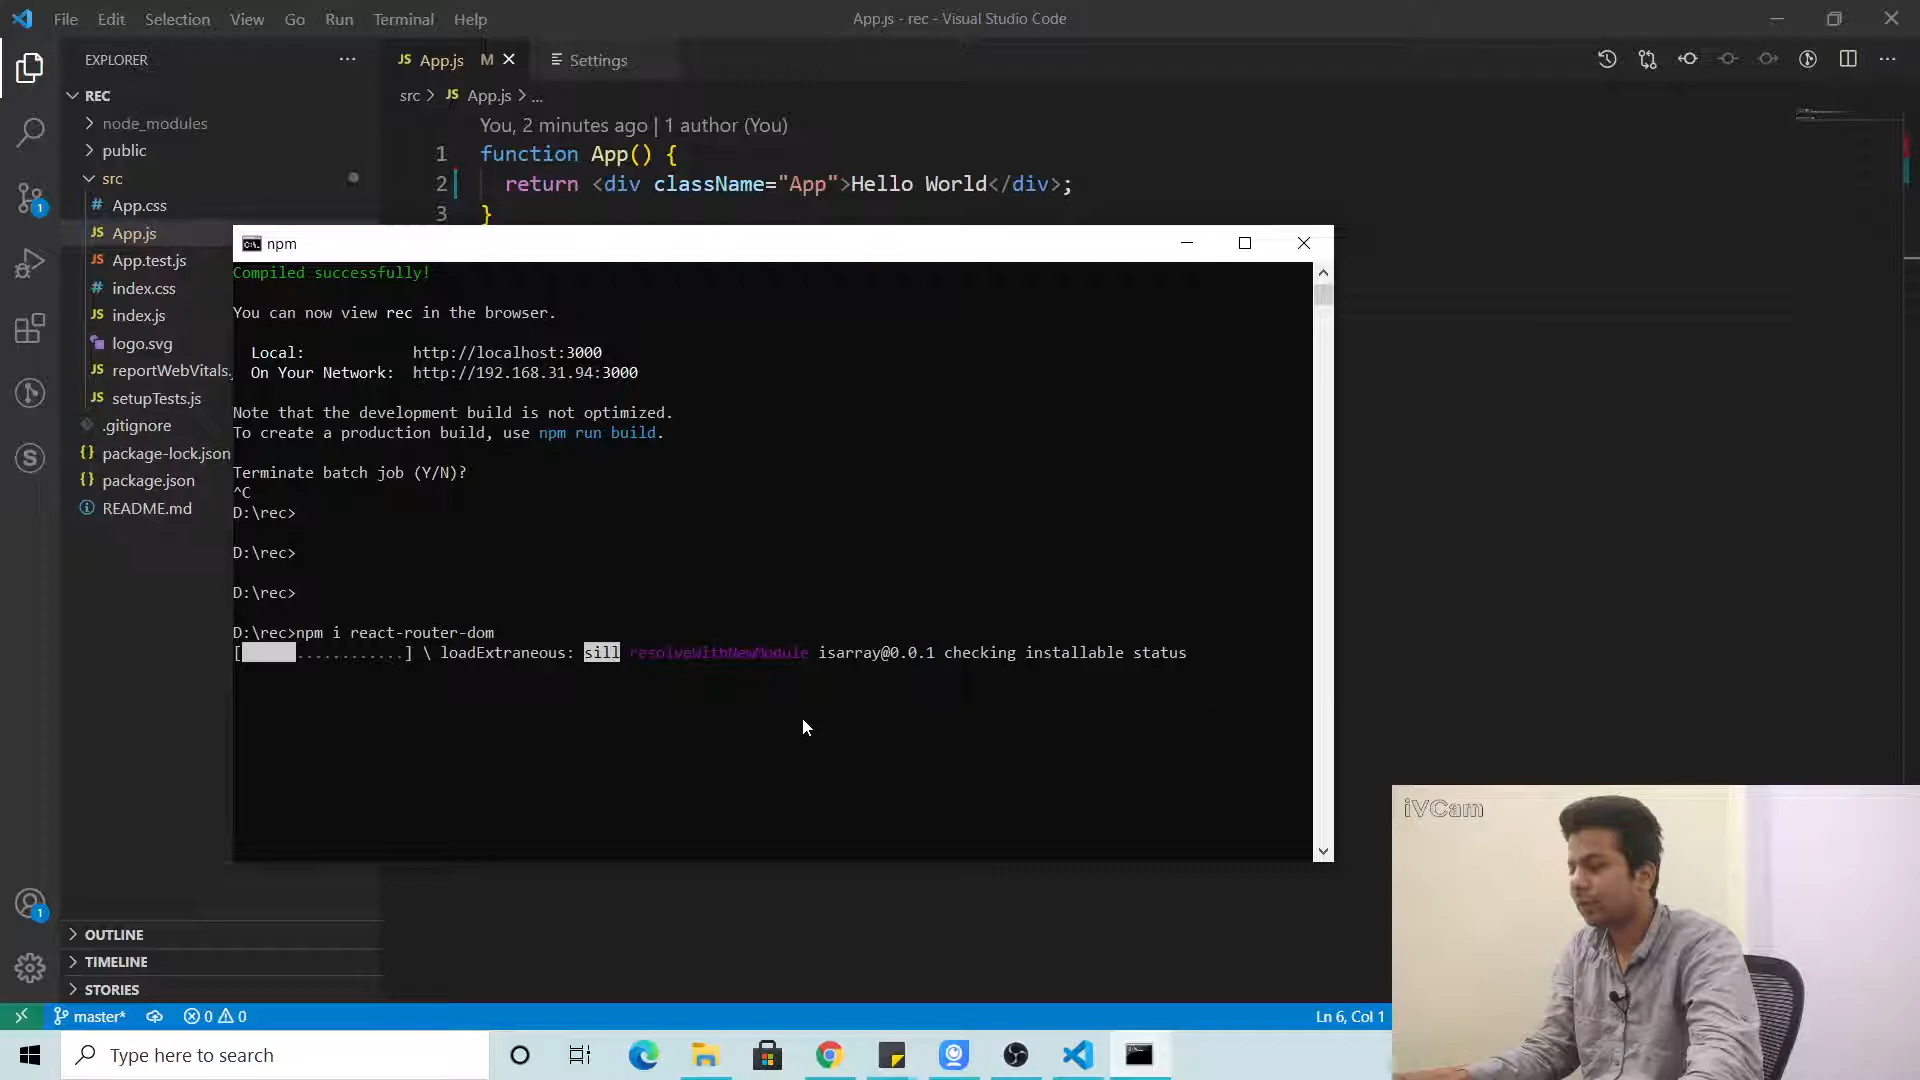 File Edit Selection View Go Run Terminal Help
App.js - rec - Visual Studio Code
EXPLORER
REC
node_modules
public
src
# App.css
JS App.js
JS App.test.js
# index.css
JS index.js
logo.svg
JS reportWebVitals.
JS setupTests.js
.gitignore
{} package-lock.json
{} package.json
README.md
OUTLINE
TIMELINE
STORIES
JS App.js M
Settings
src > JS App.js > ...
You, 2 minutes ago | 1 author (You)
1 function App() {
2 return <div className="App">Hello World</div>;
3 }
npm
Compiled successfully!
You can now view rec in the browser.
Local: http://localhost:3000
On Your Network: http://192.168.31.94:3000
Note that the development build is not optimized.
To create a production build, use npm run build.
Terminate batch job (Y/N)?
^C
D:\rec>
D:\rec>
D:\rec>
D:\rec>npm i react-router-dom
[ ............] \ loadExtraneous: sill resolveWithNewModule isarray@0.0.1 checking installable status
iVCam
1
1
master* 0 0
Ln 6, Col 1
Type here to search